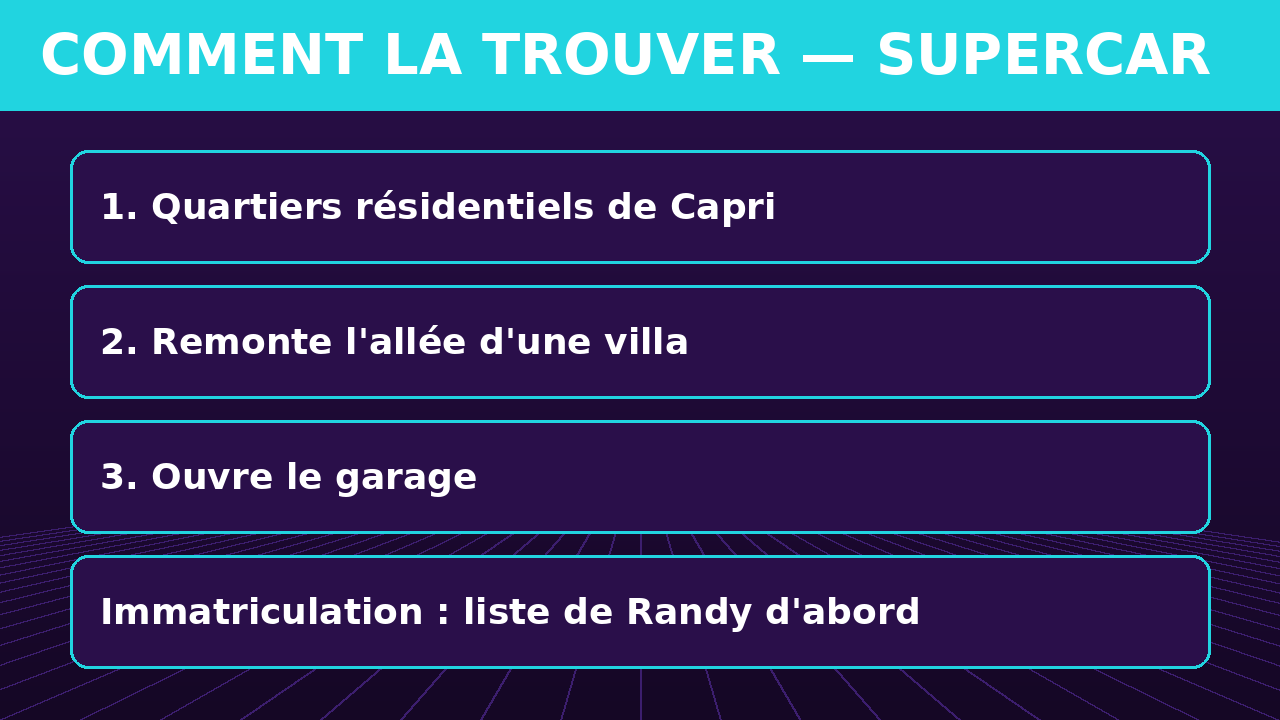 COMMENT LA TROUVER — SUPERCAR
1. Quartiers résidentiels de Capri
2. Remonte l'allée d'une villa
3. Ouvre le garage
Immatriculation : liste de Randy d'abord